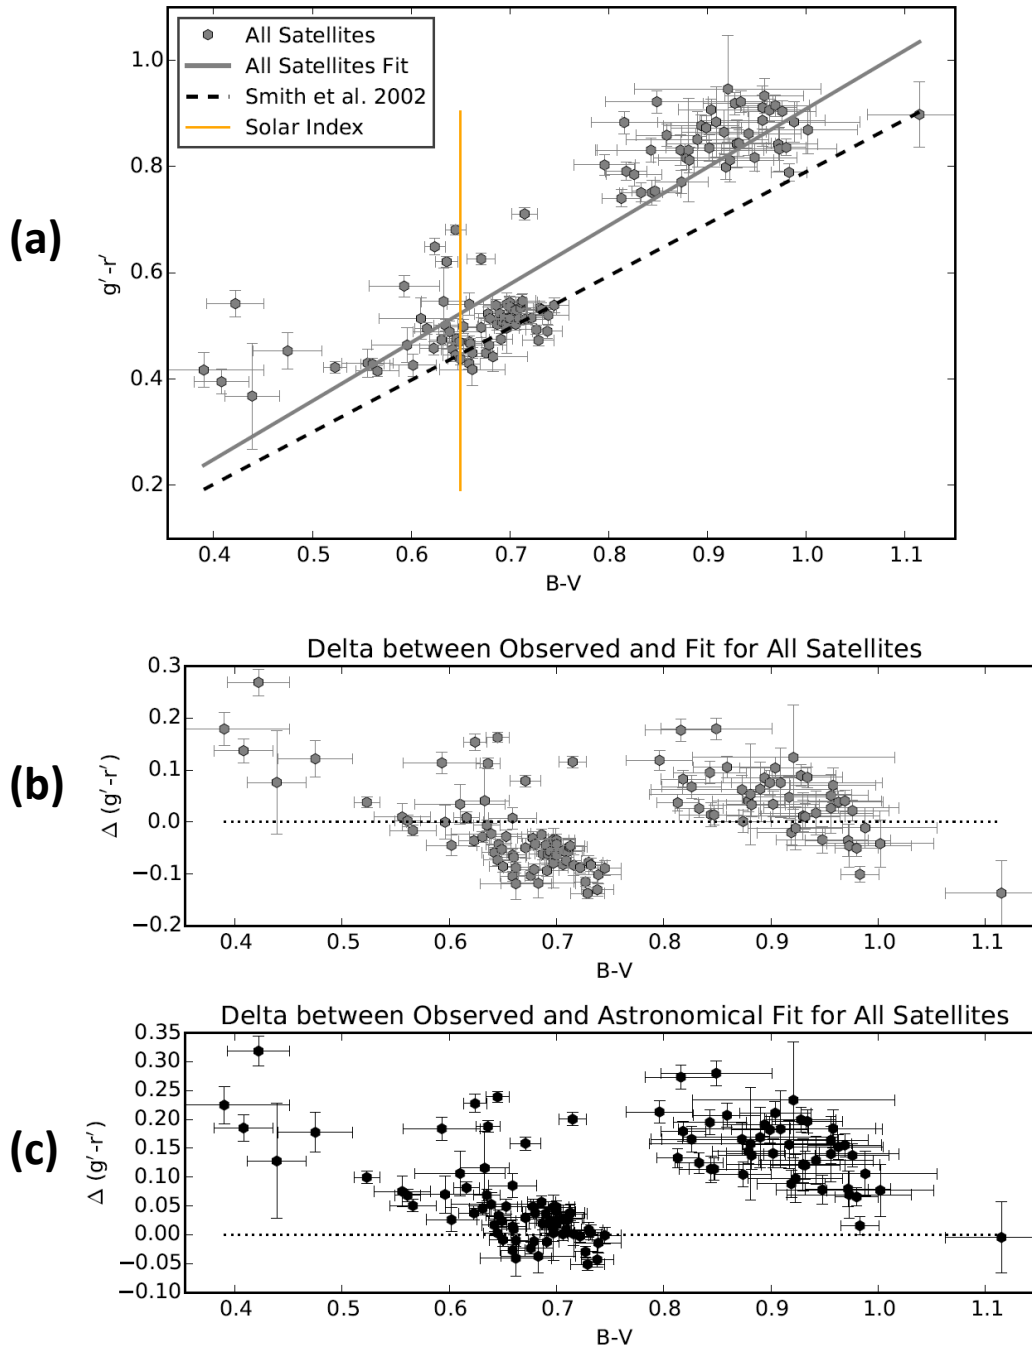 (a)
All Satellites
All Satellites Fit
Smith et al. 2002
Solar Index
g′-r′
1.0
0.8
0.6
0.4
0.2
0.4 0.5 0.6 0.7 0.8 0.9 1.0 1.1
B-V
(b)
Delta between Observed and Fit for All Satellites
Δ (g′-r′)
0.3
0.2
0.1
0.0
−0.1
−0.2
0.4 0.5 0.6 0.7 0.8 0.9 1.0 1.1
B-V
(c)
Delta between Observed and Astronomical Fit for All Satellites
Δ (g′-r′)
0.35
0.30
0.25
0.20
0.15
0.10
0.05
0.00
−0.05
−0.10
0.4 0.5 0.6 0.7 0.8 0.9 1.0 1.1
B-V